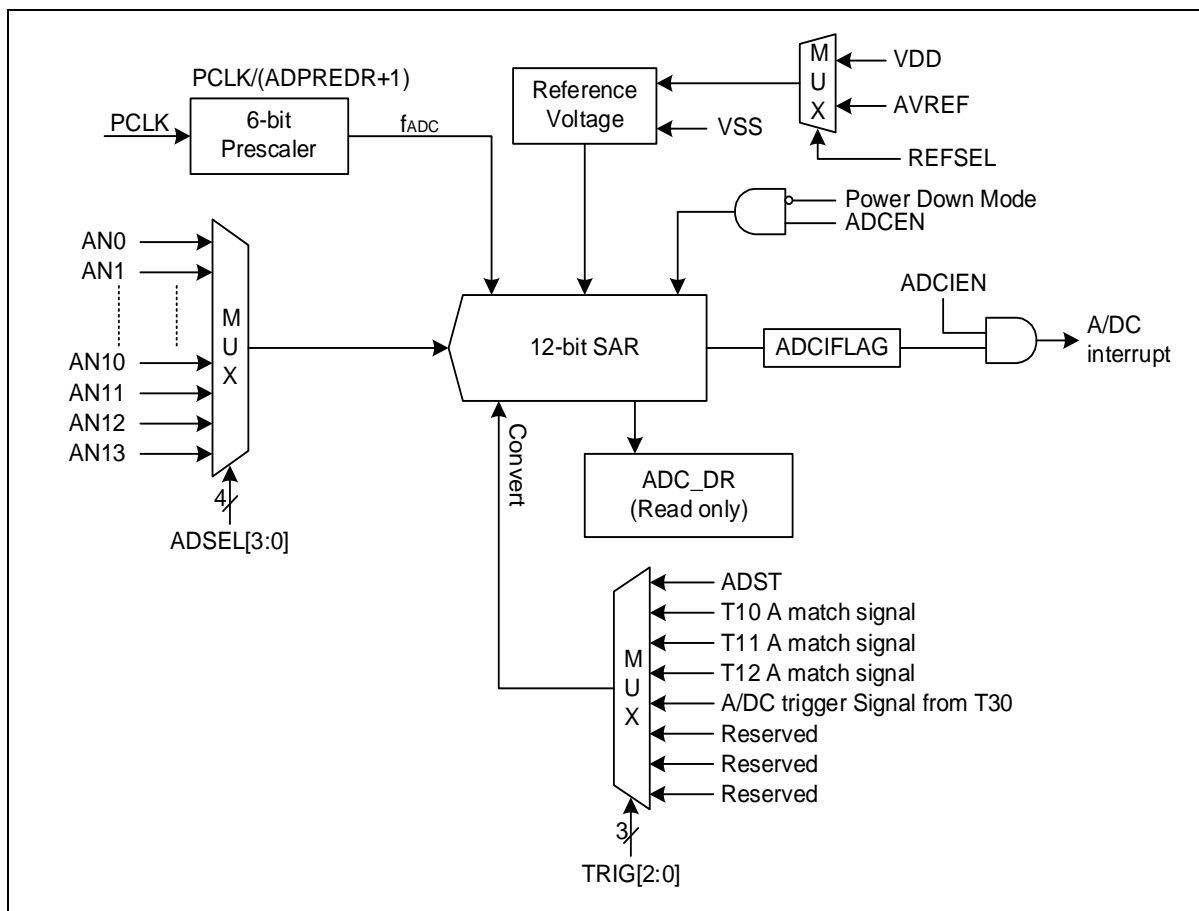 PCLK/(ADPREDR+1)
PCLK
6-bit
Prescaler
fADC
Reference
Voltage
MUX
VDD
AVREF
VSS
REFSEL
Power Down Mode
ADCEN
AN0
AN1
AN10
AN11
AN12
AN13
MUX
4
ADSEL[3:0]
12-bit SAR
ADCIEN
ADCIFLAG
A/DC
interrupt
Convert
ADC_DR
(Read only)
MUX
ADST
T10 A match signal
T11 A match signal
T12 A match signal
A/DC trigger Signal from T30
Reserved
Reserved
Reserved
3
TRIG[2:0]